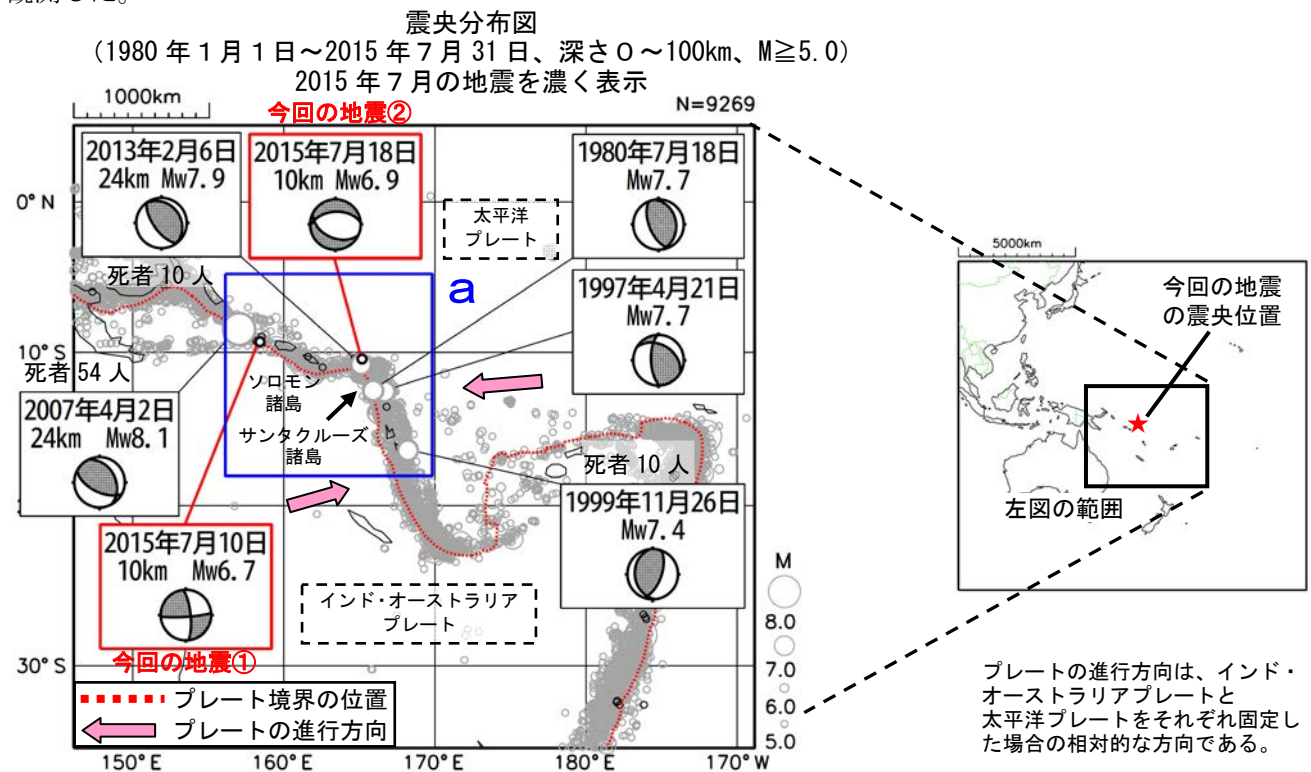 震央分布図
（1980 年１月１日～2015 年７月 31 日、深さ０～100km、M≧5.0）
2015 年７月の地震を濃く表示
1000km
今回の地震②
N=9269
2013年2月6日
24km Mw7.9
2015年7月18日
10km Mw6.9
1980年7月18日
Mw7.7
0°N
太平洋
プレート
死者 10 人
a
1997年4月21日
Mw7.7
10°S
死者 54 人
ソロモン
諸島
サンタクルーズ
諸島
2007年4月2日
24km Mw8.1
死者 10 人
1999年11月26日
Mw7.4
2015年7月10日
10km Mw6.7
今回の地震①
インド・オーストラリア
プレート
30°S
プレート境界の位置
プレートの進行方向
M
8.0
7.0
6.0
5.0
150°E
160°E
170°E
180°E
170°W
5000km
今回の地震
の震央位置
左図の範囲
プレートの進行方向は、インド・
オーストラリアプレートと
太平洋プレートをそれぞれ固定し
た場合の相対的な方向である。